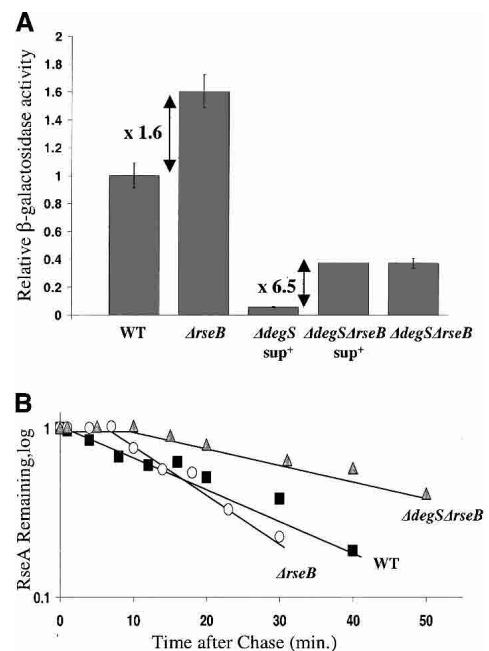 A
Relative β-galactosidase activity
2
1.8
1.6
1.4
1.2
1
0.8
0.6
0.4
0.2
0
x 1.6
x 6.5
WT
ΔrseB
ΔdegS
sup+
ΔdegSΔrseB
sup+
ΔdegSΔrseB
B
RseA Remaining,log
1
0.1
ΔdegSΔrseB
WT
ΔrseB
0 10 20 30 40 50
Time after Chase (min.)